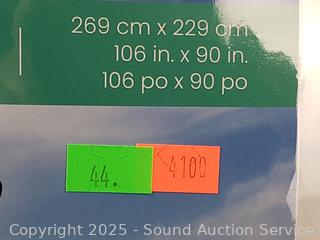 269 cm x 229 cm
106 in. x 90 in.
106 po x 90 po
44.
4100
Copyright 2025 - Sound Auction Service